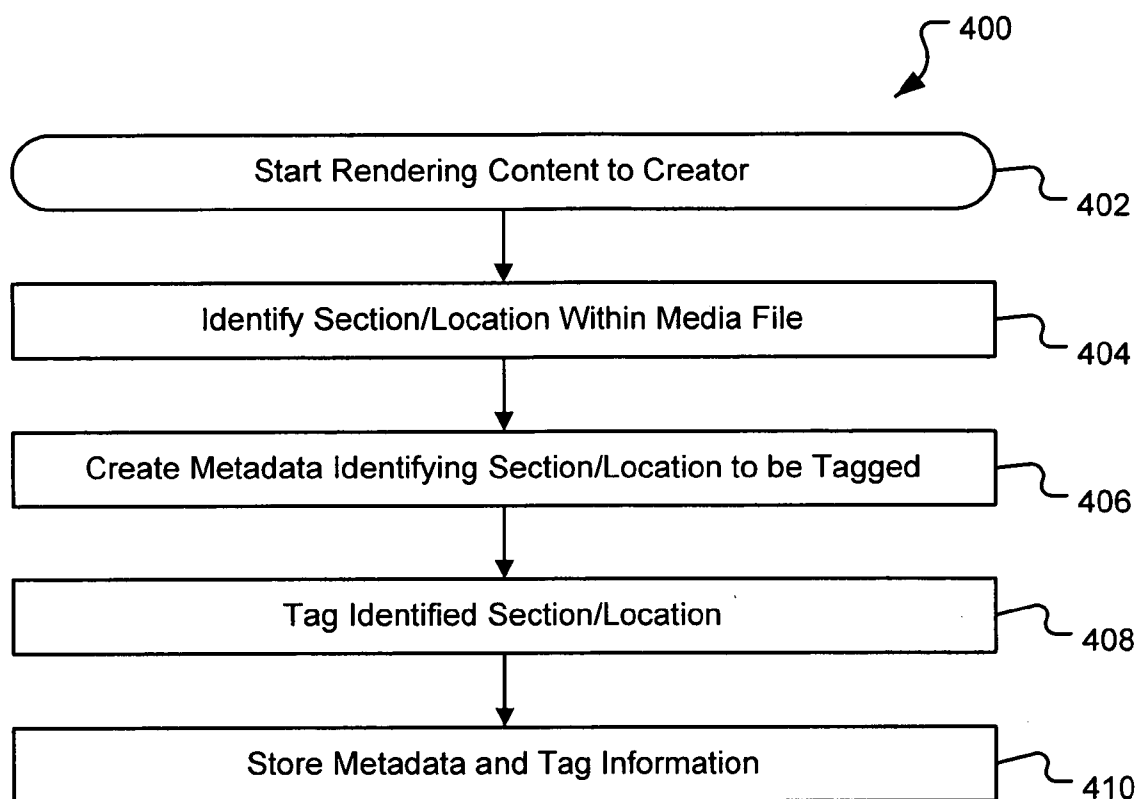 400
Start Rendering Content to Creator
402
Identify Section/Location Within Media File
404
Create Metadata Identifying Section/Location to be Tagged
406
Tag Identified Section/Location
408
Store Metadata and Tag Information
410